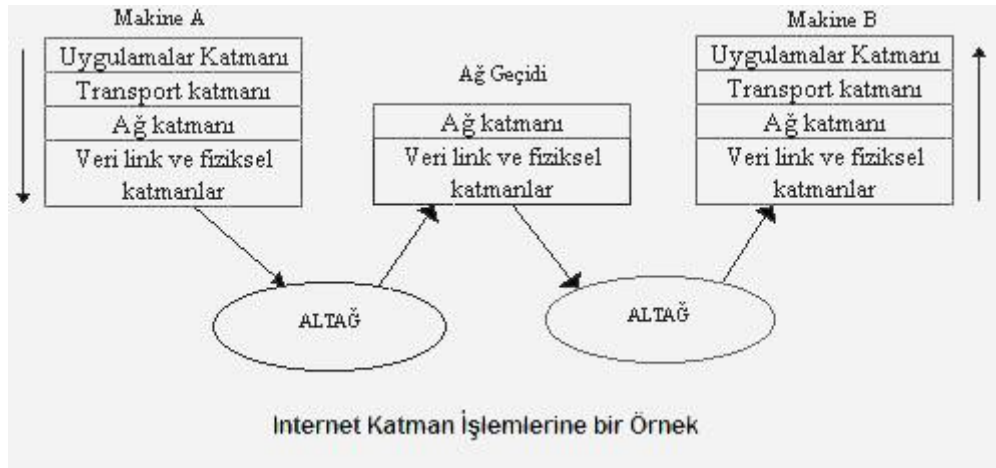 Makine A
Uygulamalar Katmanı
Transport katmanı
Ağ katmanı
Veri link ve fiziksel
katmanlar
Ağ Geçidi
Ağ katmanı
Veri link ve fiziksel
katmanlar
Makine B
Uygulamalar Katmanı
Transport katmanı
Ağ katmanı
Veri link ve fiziksel
katmanlar
ALTAĞ
ALTAĞ
Internet Katman İşlemlerine bir Örnek